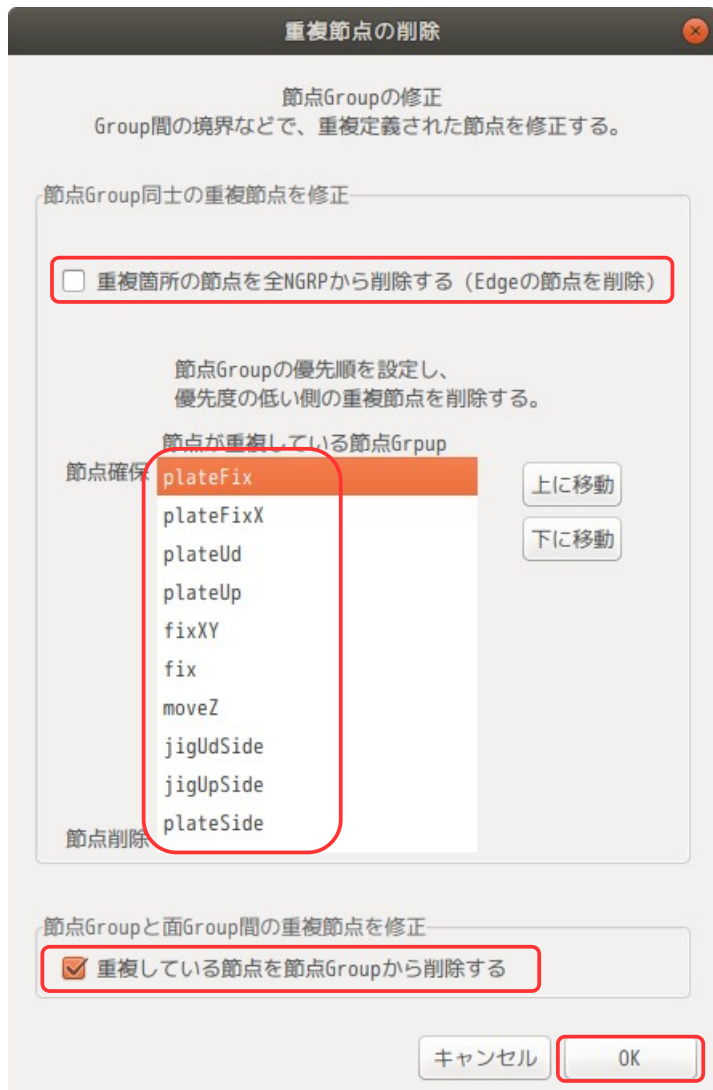 重複節点の削除
節点Groupの修正
Group間の境界などで、重複定義された節点を修正する。
節点Group同士の重複節点を修正
重複箇所の節点を全NGRPから削除する（Edgeの節点を削除）
節点Groupの優先順を設定し、
優先度の低い側の重複節点を削除する。
節点が重複している節点Grpup
節点確保
plateFix
plateFixX
plateUd
plateUp
fixXY
fix
moveZ
jigUdSide
jigUpSide
plateSide
節点削除
上に移動
下に移動
節点Groupと面Group間の重複節点を修正
重複している節点を節点Groupから削除する
キャンセル
OK